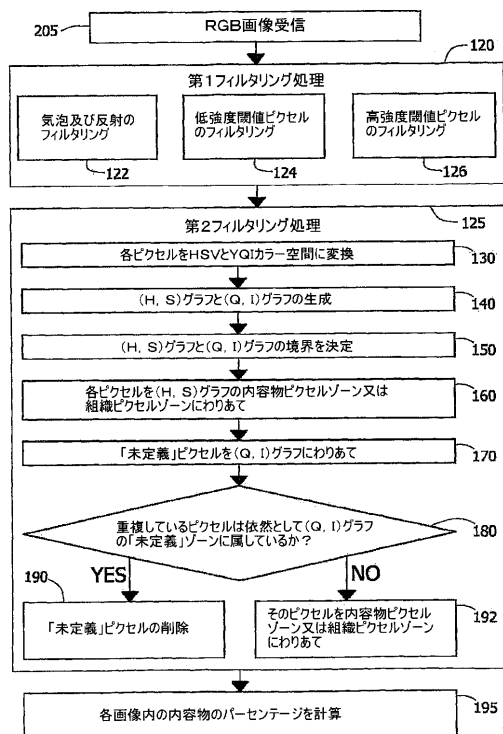 205
RGB画像受信
120
第1フィルタリング処理
気泡及び反射の
フィルタリング
122
低強度閾値ピクセル
のフィルタリング
124
高強度閾値ピクセル
のフィルタリング
126
125
第2フィルタリング処理
各ピクセルをHSVとYQIカラー空間に変換
130
(H, S)グラフと(Q, I)グラフの生成
140
(H, S)グラフと(Q, I)グラフの境界を決定
150
各ピクセルを(H, S)グラフの内容物ピクセルゾーン又は
組織ピクセルゾーンにわりあて
160
「未定義」ピクセルを(Q, I)グラフにわりあて
170
重複しているピクセルは依然として(Q, I)グラフ
の「未定義」ゾーンに属しているか?
180
190
YES
NO
「未定義」ピクセルの削除
そのピクセルを内容物ピクセル
ゾーン又は組織ピクセルゾーン
にわりあて
192
各画像内の内容物のパーセンテージを計算
195